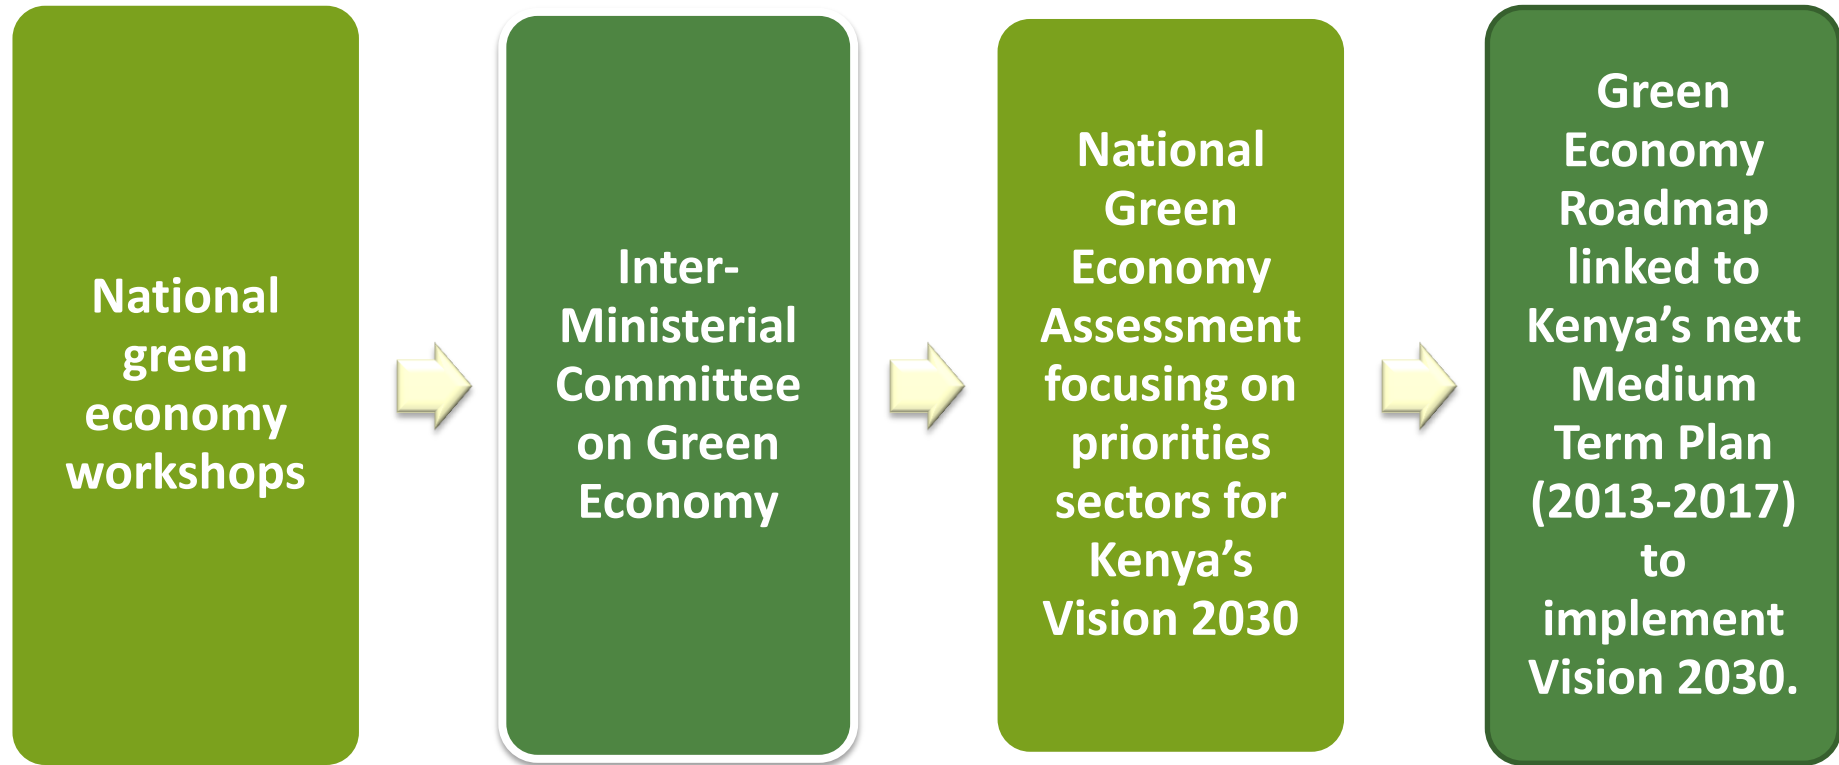 National
green
economy
workshops
Inter-
Ministerial
Committee
on Green
Economy
National
Green
Economy
Assessment
focusing on
priorities
sectors for
Kenya’s
Vision 2030
Green
Economy
Roadmap
linked to
Kenya’s next
Medium
Term Plan
(2013-2017)
to
implement
Vision 2030.